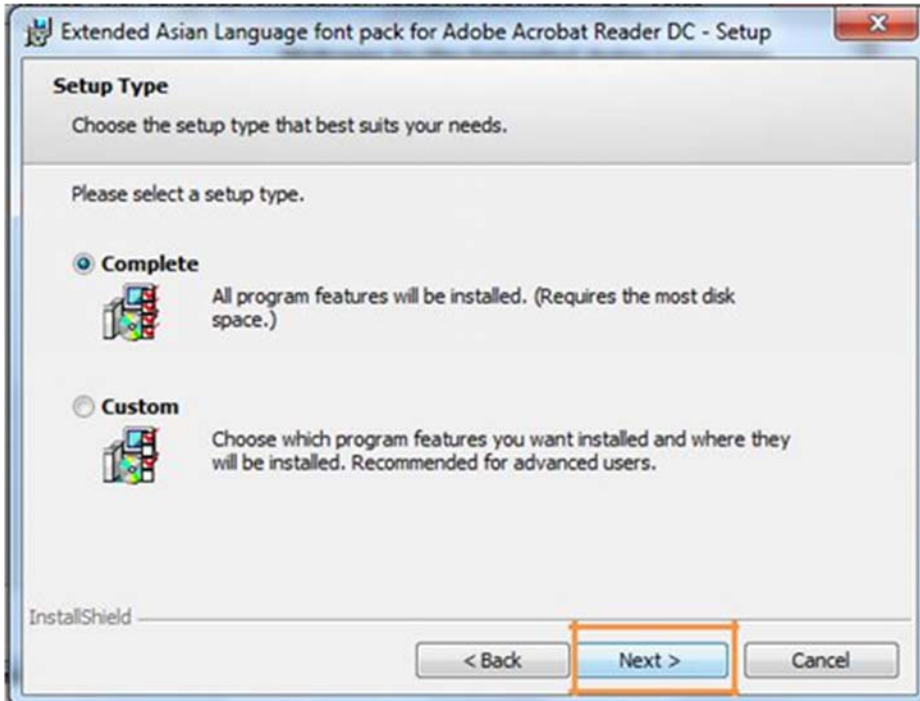 Extended Asian Language font pack for Adobe Acrobat Reader DC - Setup
Setup Type
Choose the setup type that best suits your needs.
Please select a setup type.
Complete
All program features will be installed. (Requires the most disk
space.)
Custom
Choose which program features you want installed and where they
will be installed. Recommended for advanced users.
InstallShield
< Back
Next >
Cancel